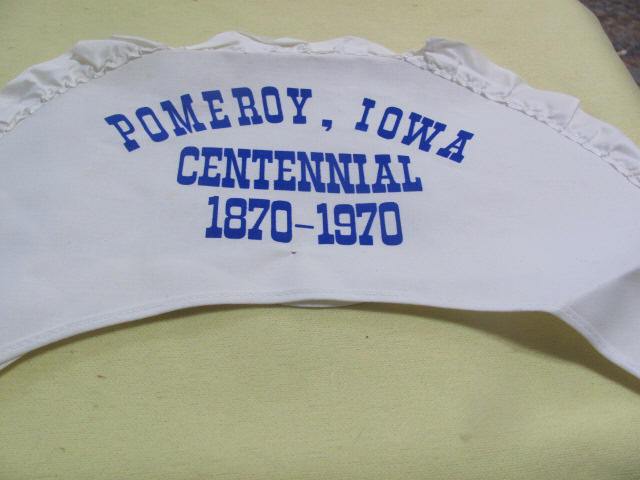 POMEROY, IOWA
CENTENNIAL
1870-1970